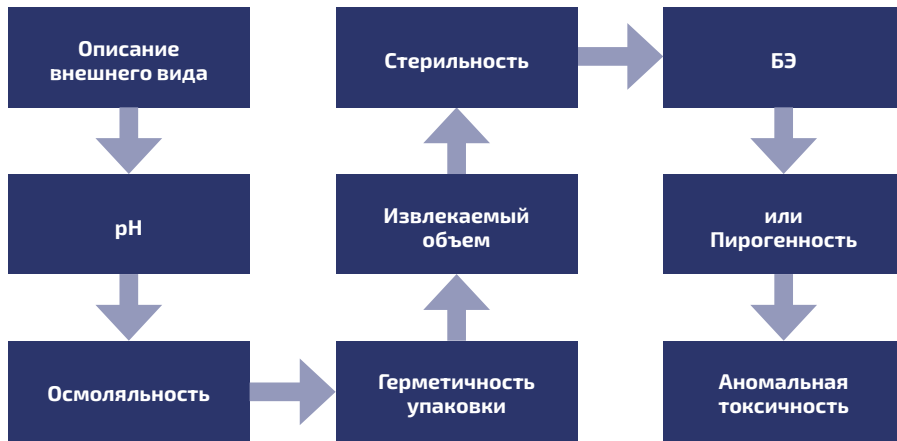 Описание
внешнего вида
pH
Осмоляльность
Герметичность
упаковки
Извлекаемый
объем
Стерильность
БЭ
или
Пирогенность
Аномальная
токсичность